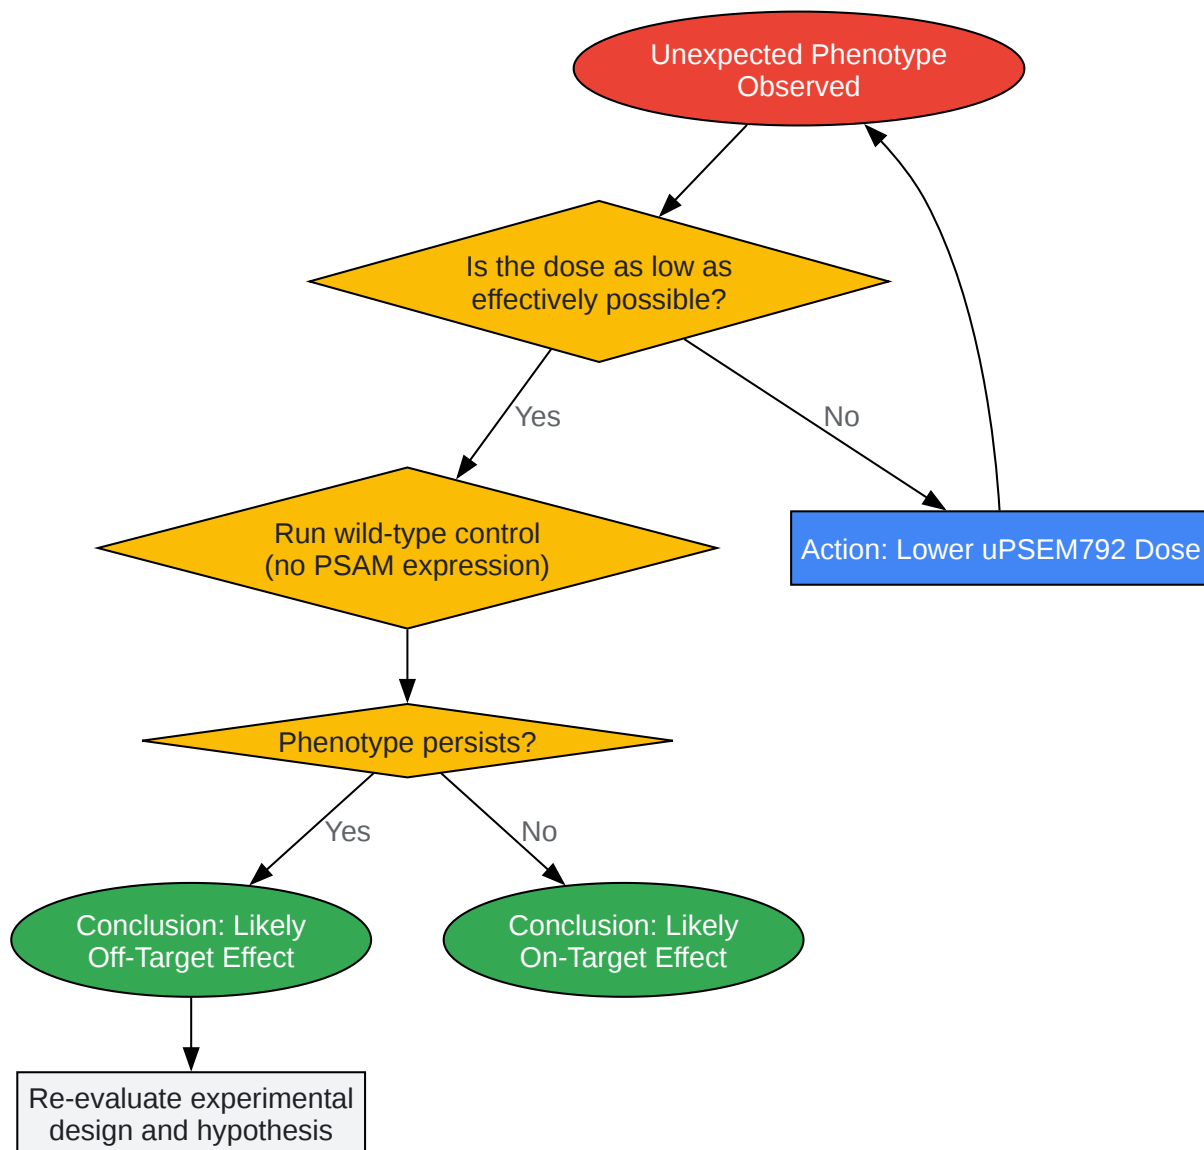 Unexpected Phenotype
Observed
Is the dose as low as
effectively possible?
Yes
No
Run wild-type control
(no PSAM expression)
Action: Lower uPSEM792 Dose
Phenotype persists?
Yes
No
Conclusion: Likely
Off-Target Effect
Conclusion: Likely
On-Target Effect
Re-evaluate experimental
design and hypothesis